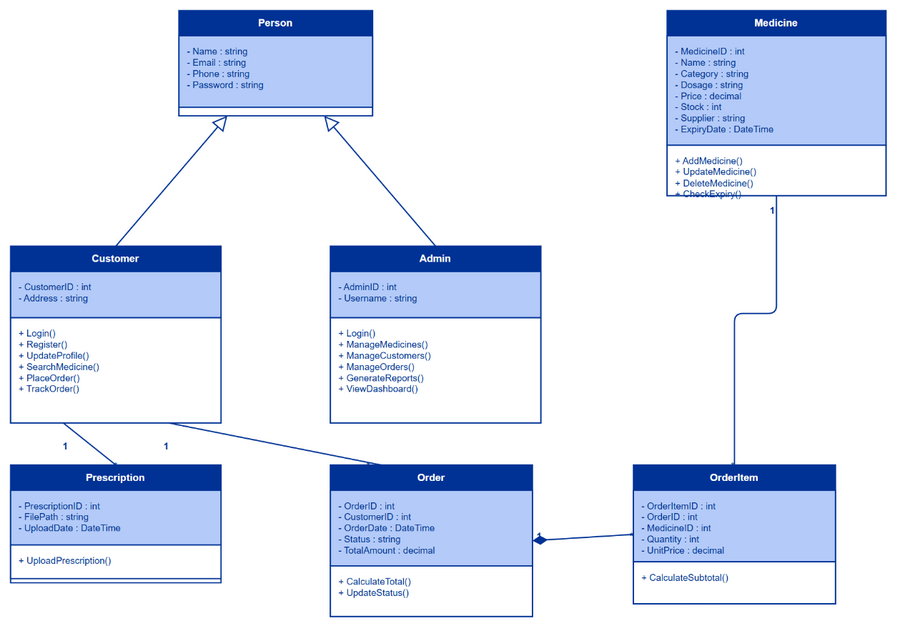 Person
- Name : string
- Email : string
- Phone : string
- Password : string
Medicine
- MedicineID : int
- Name : string
- Category : string
- Dosage : string
- Price : decimal
- Stock : int
- Supplier : string
- ExpiryDate : DateTime
+ AddMedicine()
+ UpdateMedicine()
+ DeleteMedicine()
+ CheckExpiry()
1
Customer
- CustomerID : int
- Address : string
+ Login()
+ Register()
+ UpdateProfile()
+ SearchMedicine()
+ PlaceOrder()
+ TrackOrder()
Admin
- AdminID : int
- Username : string
+ Login()
+ ManageMedicines()
+ ManageCustomers()
+ ManageOrders()
+ GenerateReports()
+ ViewDashboard()
1
1
Prescription
- PrescriptionID : int
- FilePath : string
- UploadDate : DateTime
+ UploadPrescription()
Order
- OrderID : int
- CustomerID : int
- OrderDate : DateTime
- Status : string
- TotalAmount : decimal
+ CalculateTotal()
+ UpdateStatus()
1
OrderItem
- OrderItemID : int
- OrderID : int
- MedicineID : int
- Quantity : int
- UnitPrice : decimal
+ CalculateSubtotal()